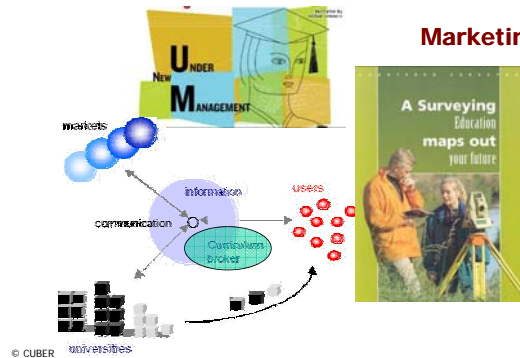 Marketin
UNDER
NEW
MANAGEMENT
A Surveying
Education
maps out
your future
markets
information
users
communication
Curriculum
broker
universities
© CUBER